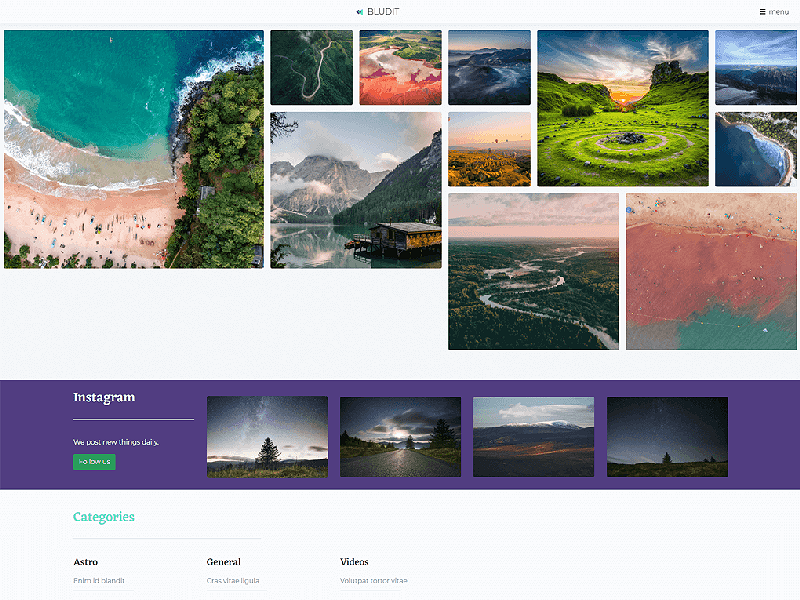 BLUDIT
menu
Instagram
We post new things daily.
Follow us
Categories
Astro
General
Videos
Enim id blandit
Cras vitae ligula
Volutpat tortor vitae